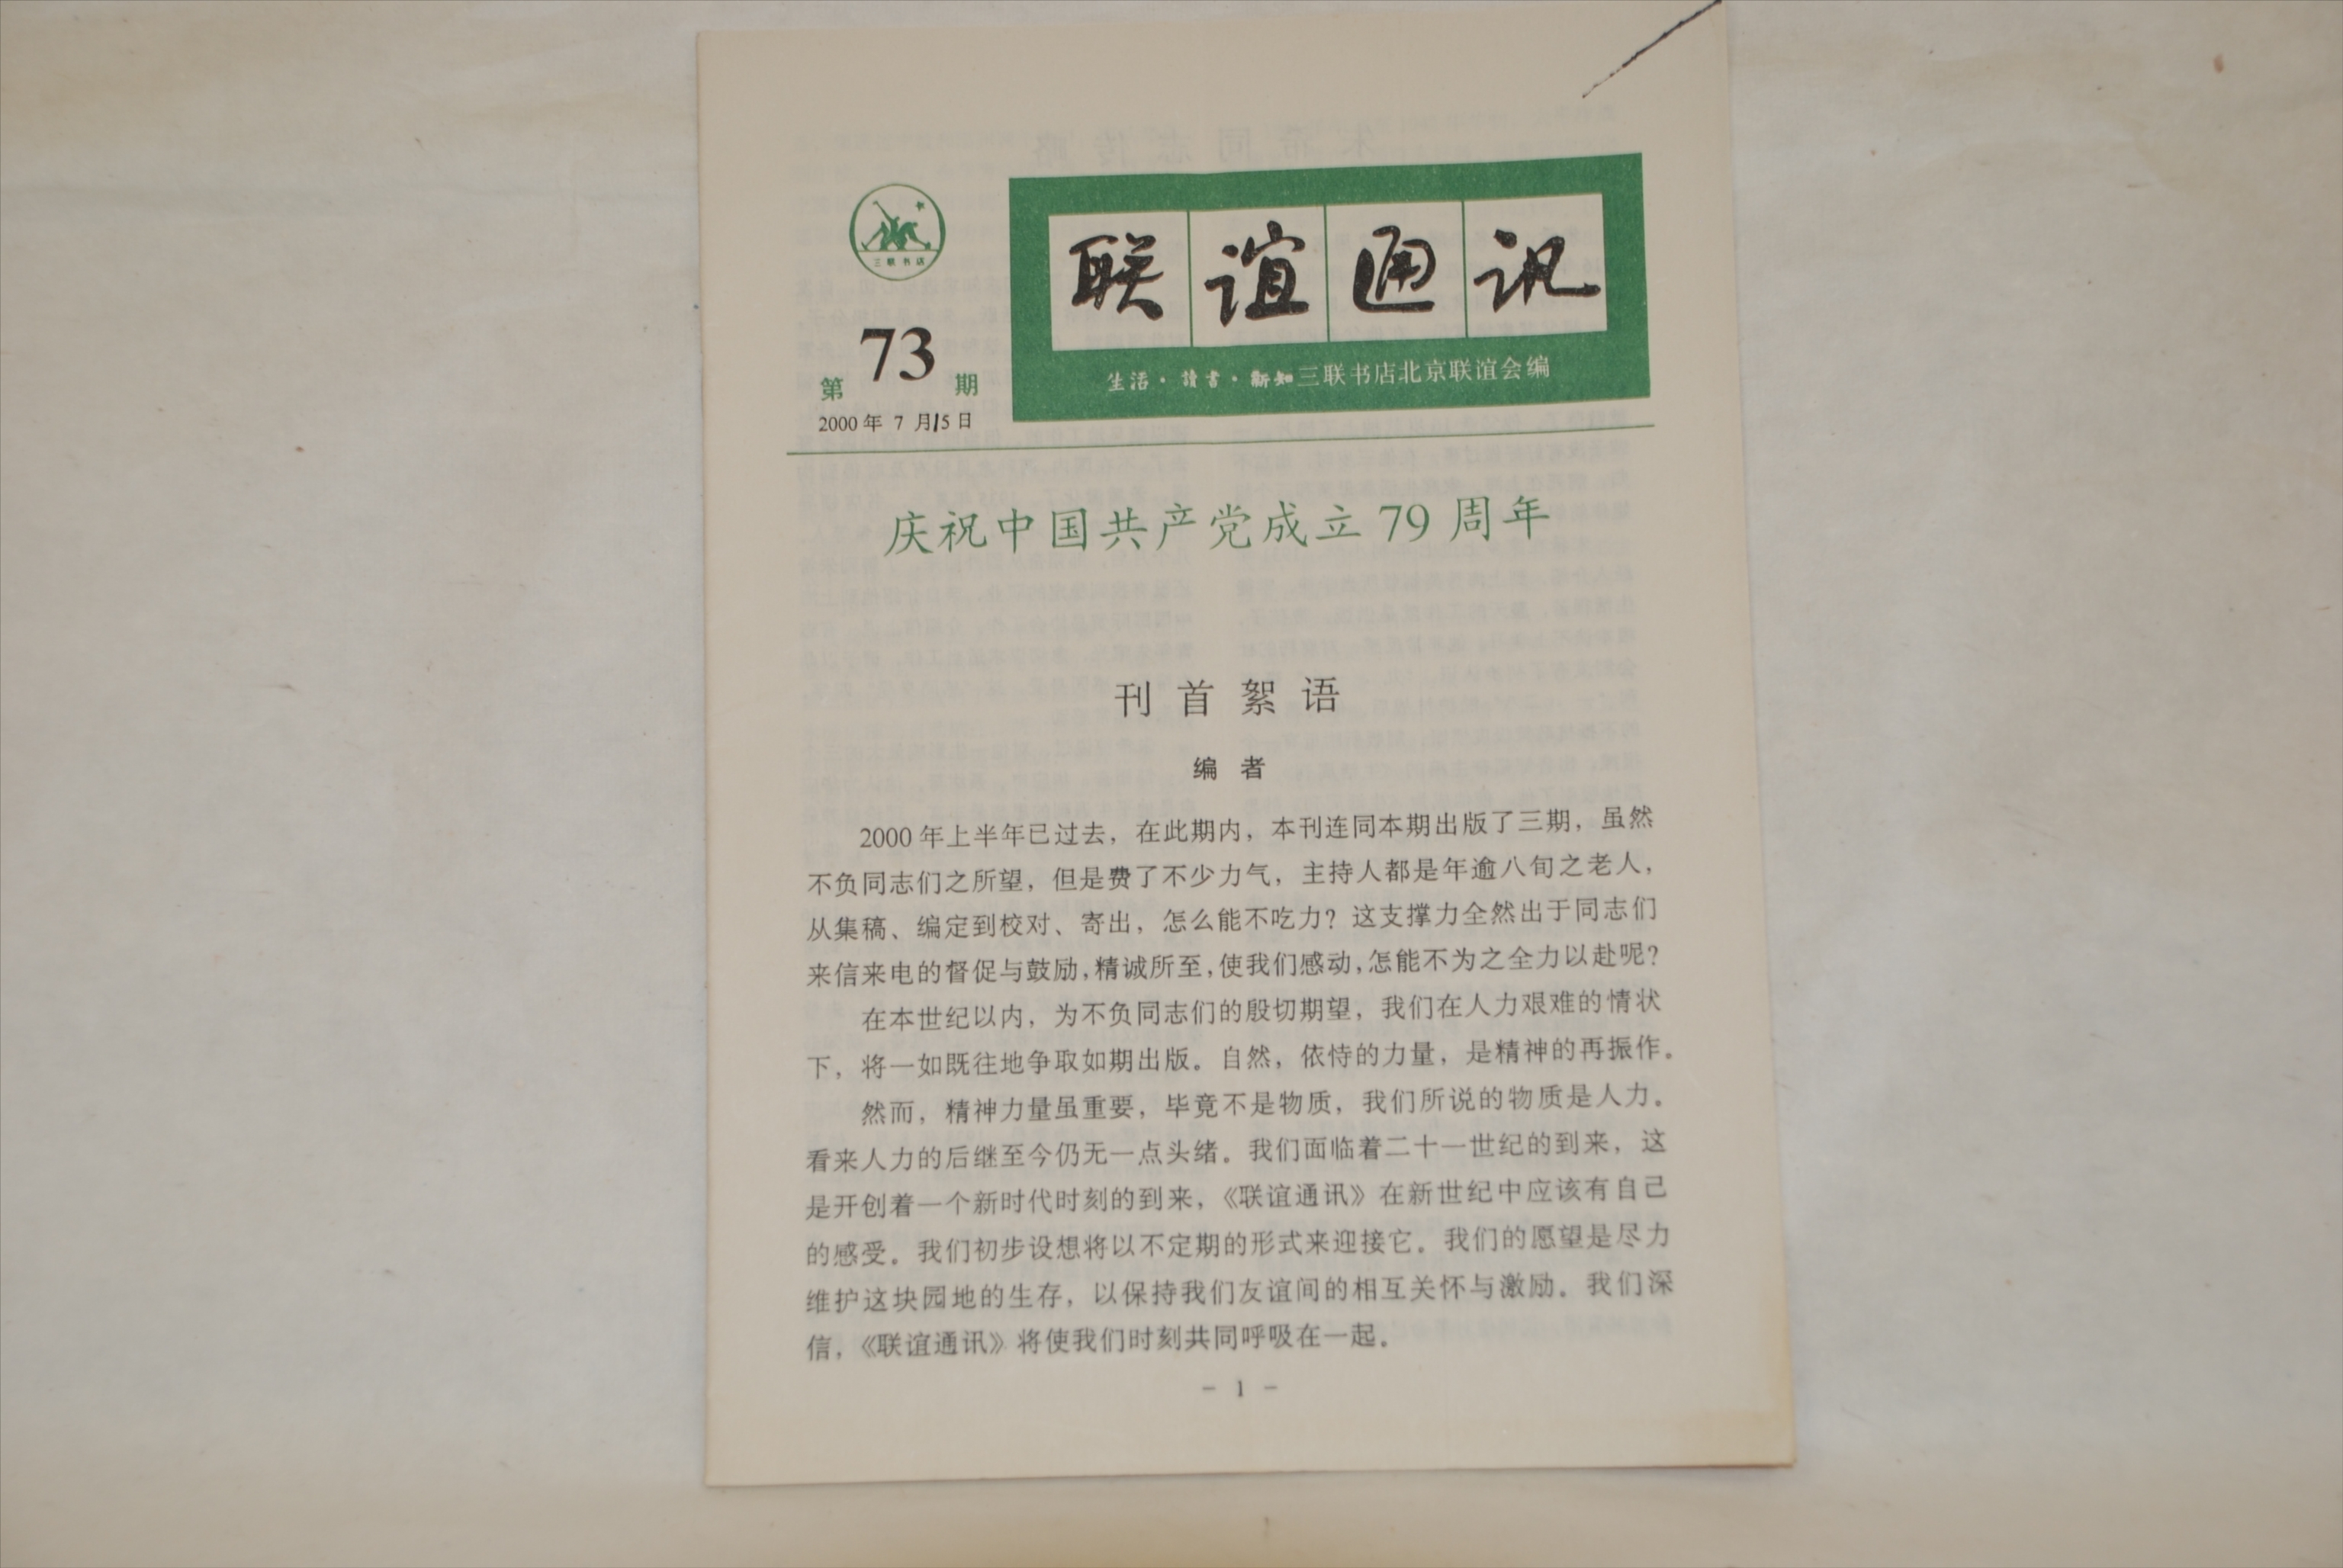 三联书店
联谊通讯
生活·讀書·新知三联书店北京联谊会编
第73期
2000年 7 月15日
庆祝中国共产党成立 79 周年
刊首絮语
编 者
2000 年上半年已过去，在此期内，本刊连同本期出版了三期，虽然
不负同志们之所望，但是费了不少力气，主持人都是年逾八旬之老人，
从集稿、编定到校对、寄出，怎么能不吃力？这支撑力全然出于同志们
来信来电的督促与鼓励，精诚所至，使我们感动，怎能不为之全力以赴呢？
在本世纪以内，为不负同志们的殷切期望，我们在人力艰难的情状
下，将一如既往地争取如期出版。自然，依恃的力量，是精神的再振作。
然而，精神力量虽重要，毕竟不是物质，我们所说的物质是人力。
看来人力的后继至今仍无一点头绪。我们面临着二十一世纪的到来，这
是开创着一个新时代时刻的到来，《联谊通讯》在新世纪中应该有自己
的感受。我们初步设想将以不定期的形式来迎接它。我们的愿望是尽力
维护这块园地的生存，以保持我们友谊间的相互关怀与激励。我们深
信，《联谊通讯》将使我们时刻共同呼吸在一起。
- 1 -